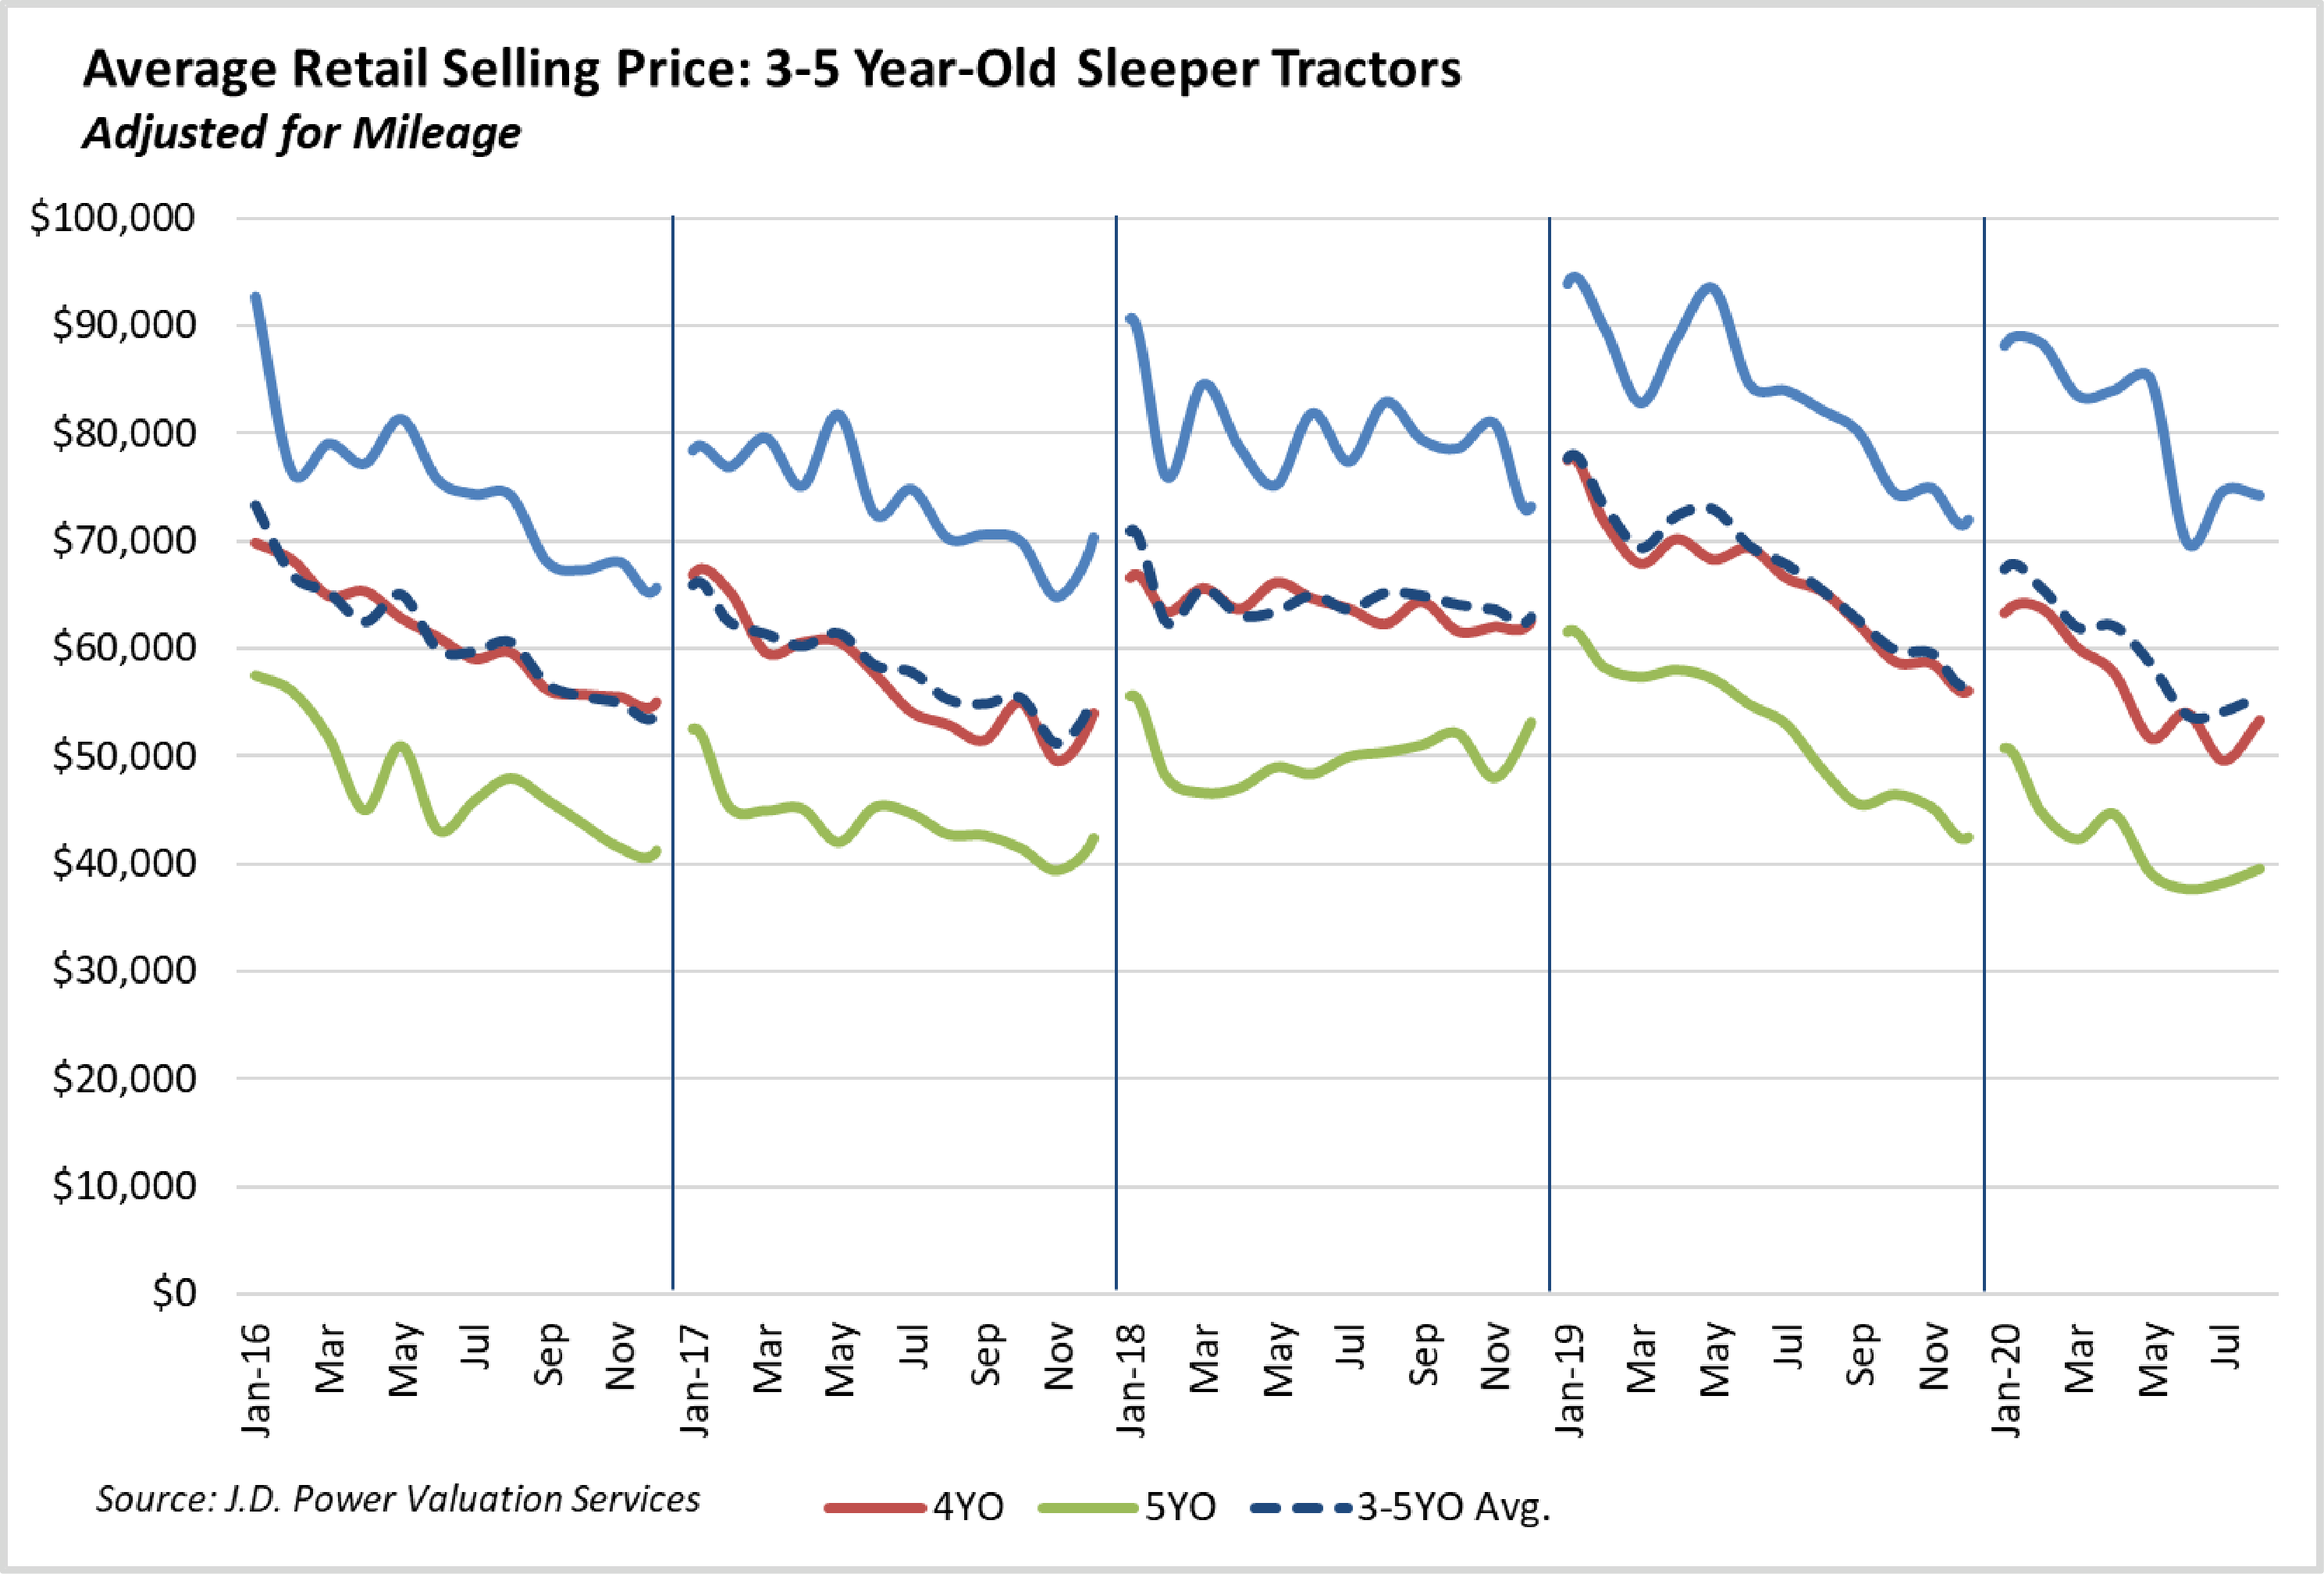 Average Retail Selling Price: 3-5 Year-Old Sleeper Tractors
Adjusted for Mileage
$100,000
$90,000
$80,000
$70,000
$60,000
$50,000
$40,000
$30,000
$20,000
$10,000
$0
Jan-16 Mar May Jul Sep Nov Jan-17 Mar May Jul Sep Nov Jan-18 Mar May Jul Sep Nov Jan-19 Mar May Jul Sep Nov Jan-20 Mar May Jul
Source: J.D. Power Valuation Services
4YO 5YO 3-5YO Avg.